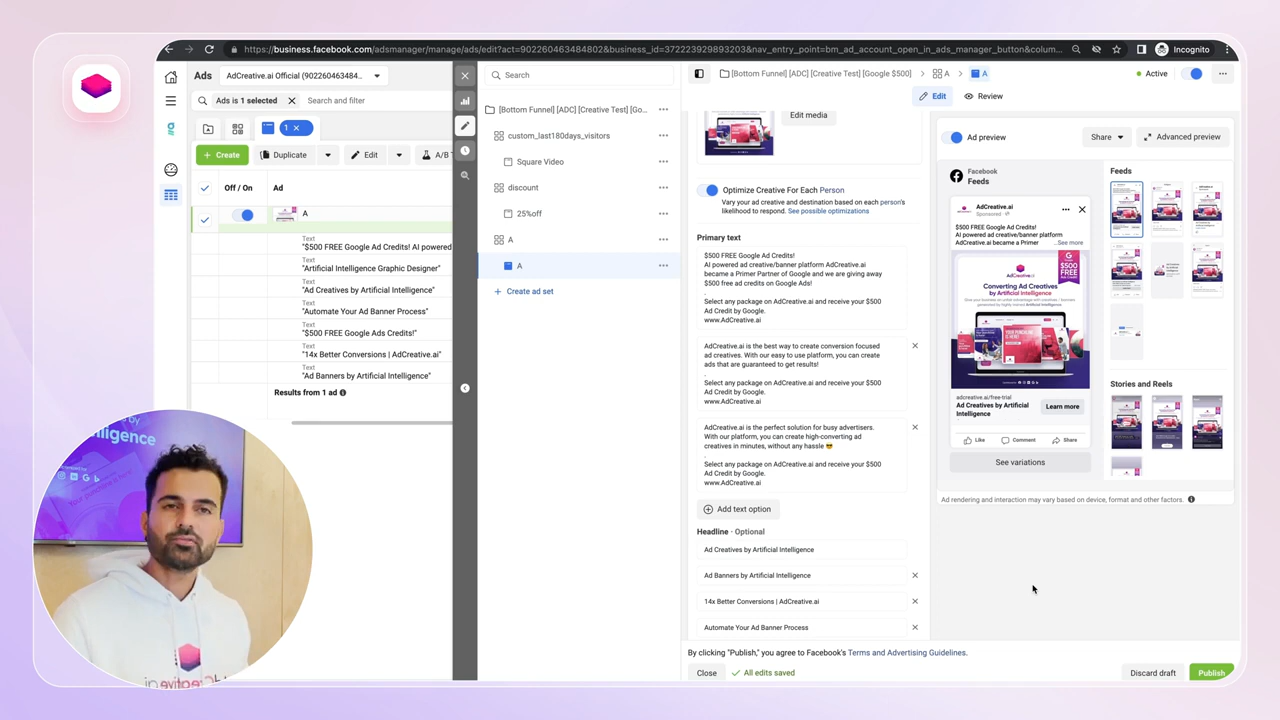 https://business.facebook.com/adsmanager/manage/ads/edit?act=902260463484802&business_id=372223929893203&nav_entry_point=bm_ad_account_open_in_ads_manager_button&colum...
Incognito
Ads
AdCreative.ai Official (902260463484...
Ads is 1 selected
Search and filter
1
Create
Duplicate
Edit
A/B T
Off / On
Ad
A
Text
"$500 FREE Google Ad Credits! AI powered
Text
"Artificial Intelligence Graphic Designer"
Text
"Ad Creatives by Artificial Intelligence"
Text
"Automate Your Ad Banner Process"
Text
"$500 FREE Google Ads Credits!"
Text
"14x Better Conversions | AdCreative.ai"
Text
"Ad Banners by Artificial Intelligence"
Results from 1 ad
Search
[Bottom Funnel] [ADC] [Creative Test] [Go...
custom_last180days_visitors
Square Video
discount
25%off
A
A
Create ad set
[Bottom Funnel] [ADC] [Creative Test] [Google $500]
A
A
Active
Edit
Review
Edit media
Optimize Creative For Each Person
Vary your ad creative and destination based on each person's
likelihood to respond. See possible optimizations
Primary text
$500 FREE Google Ad Credits!
AI powered ad creative/banner platform AdCreative.ai
became a Primer Partner of Google and we are giving away
$500 free ad credits on Google Ads!
.
Select any package on AdCreative.ai and receive your $500
Ad Credit by Google.
www.AdCreative.ai
AdCreative.ai is the best way to create conversion focused
ad creatives. With our easy to use platform, you can create
ads that are guaranteed to get results!
.
Select any package on AdCreative.ai and receive your $500
Ad Credit by Google.
www.AdCreative.ai
AdCreative.ai is the perfect solution for busy advertisers.
With our platform, you can create high-converting ad
creatives in minutes, without any hassle 😎
.
Select any package on AdCreative.ai and receive your $500
Ad Credit by Google.
www.AdCreative.ai
Add text option
Headline · Optional
Ad Creatives by Artificial Intelligence
Ad Banners by Artificial Intelligence
14x Better Conversions | AdCreative.ai
Automate Your Ad Banner Process
Ad preview
Share
Advanced preview
Facebook
Feeds
AdCreative.ai
Sponsored
$500 FREE Google Ad Credits!
AI powered ad creative/banner platform
AdCreative.ai became a Primer ...See more
AdCreative.ai
$500
FREE
Converting Ad Creatives
by Artificial Intelligence
adcreative.ai/free-trial
Ad Creatives by Artificial
Intelligence
Learn more
Like
Comment
Share
See variations
Feeds
Stories and Reels
Ad rendering and interaction may vary based on device, format and other factors.
By clicking "Publish," you agree to Facebook's Terms and Advertising Guidelines.
Close
All edits saved
Discard draft
Publish